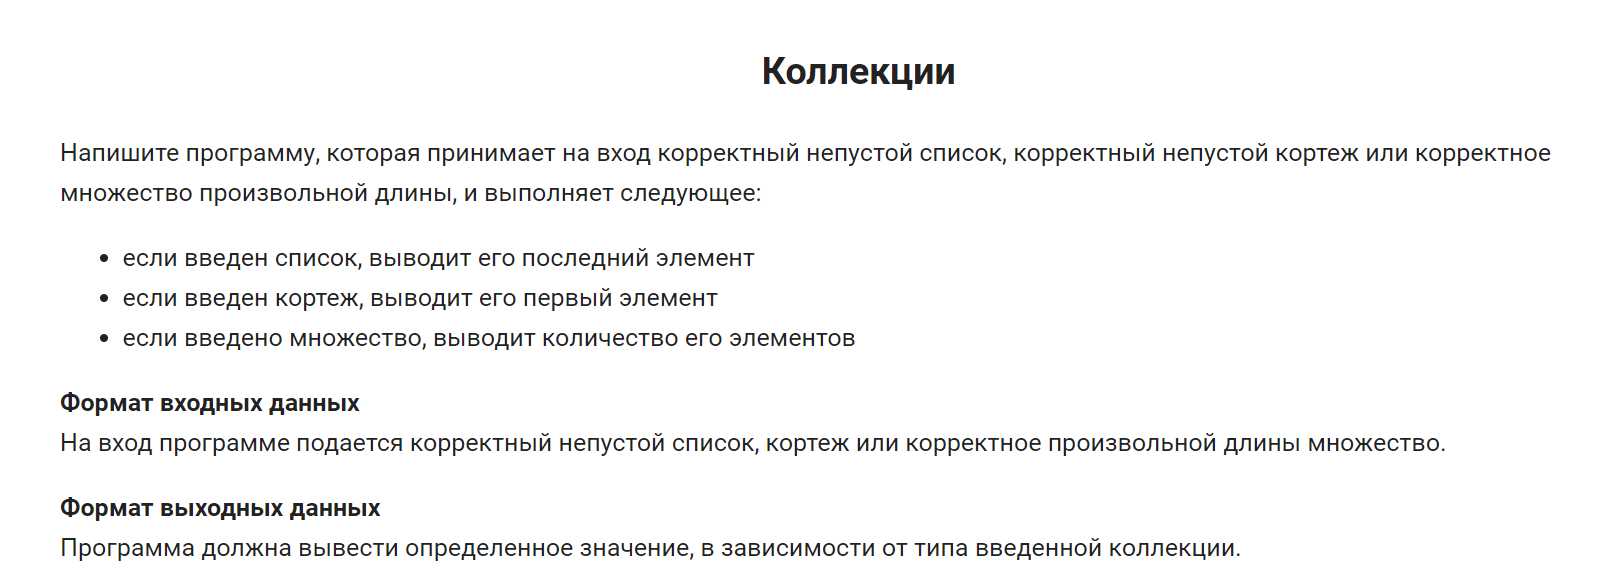 Коллекции
Напишите программу, которая принимает на вход корректный непустой список, корректный непустой кортеж или корректное
множество произвольной длины, и выполняет следующее:
• если введен список, выводит его последний элемент
• если введен кортеж, выводит его первый элемент
• если введено множество, выводит количество его элементов
Формат входных данных
На вход программе подается корректный непустой список, кортеж или корректное произвольной длины множество.
Формат выходных данных
Программа должна вывести определенное значение, в зависимости от типа введенной коллекции.